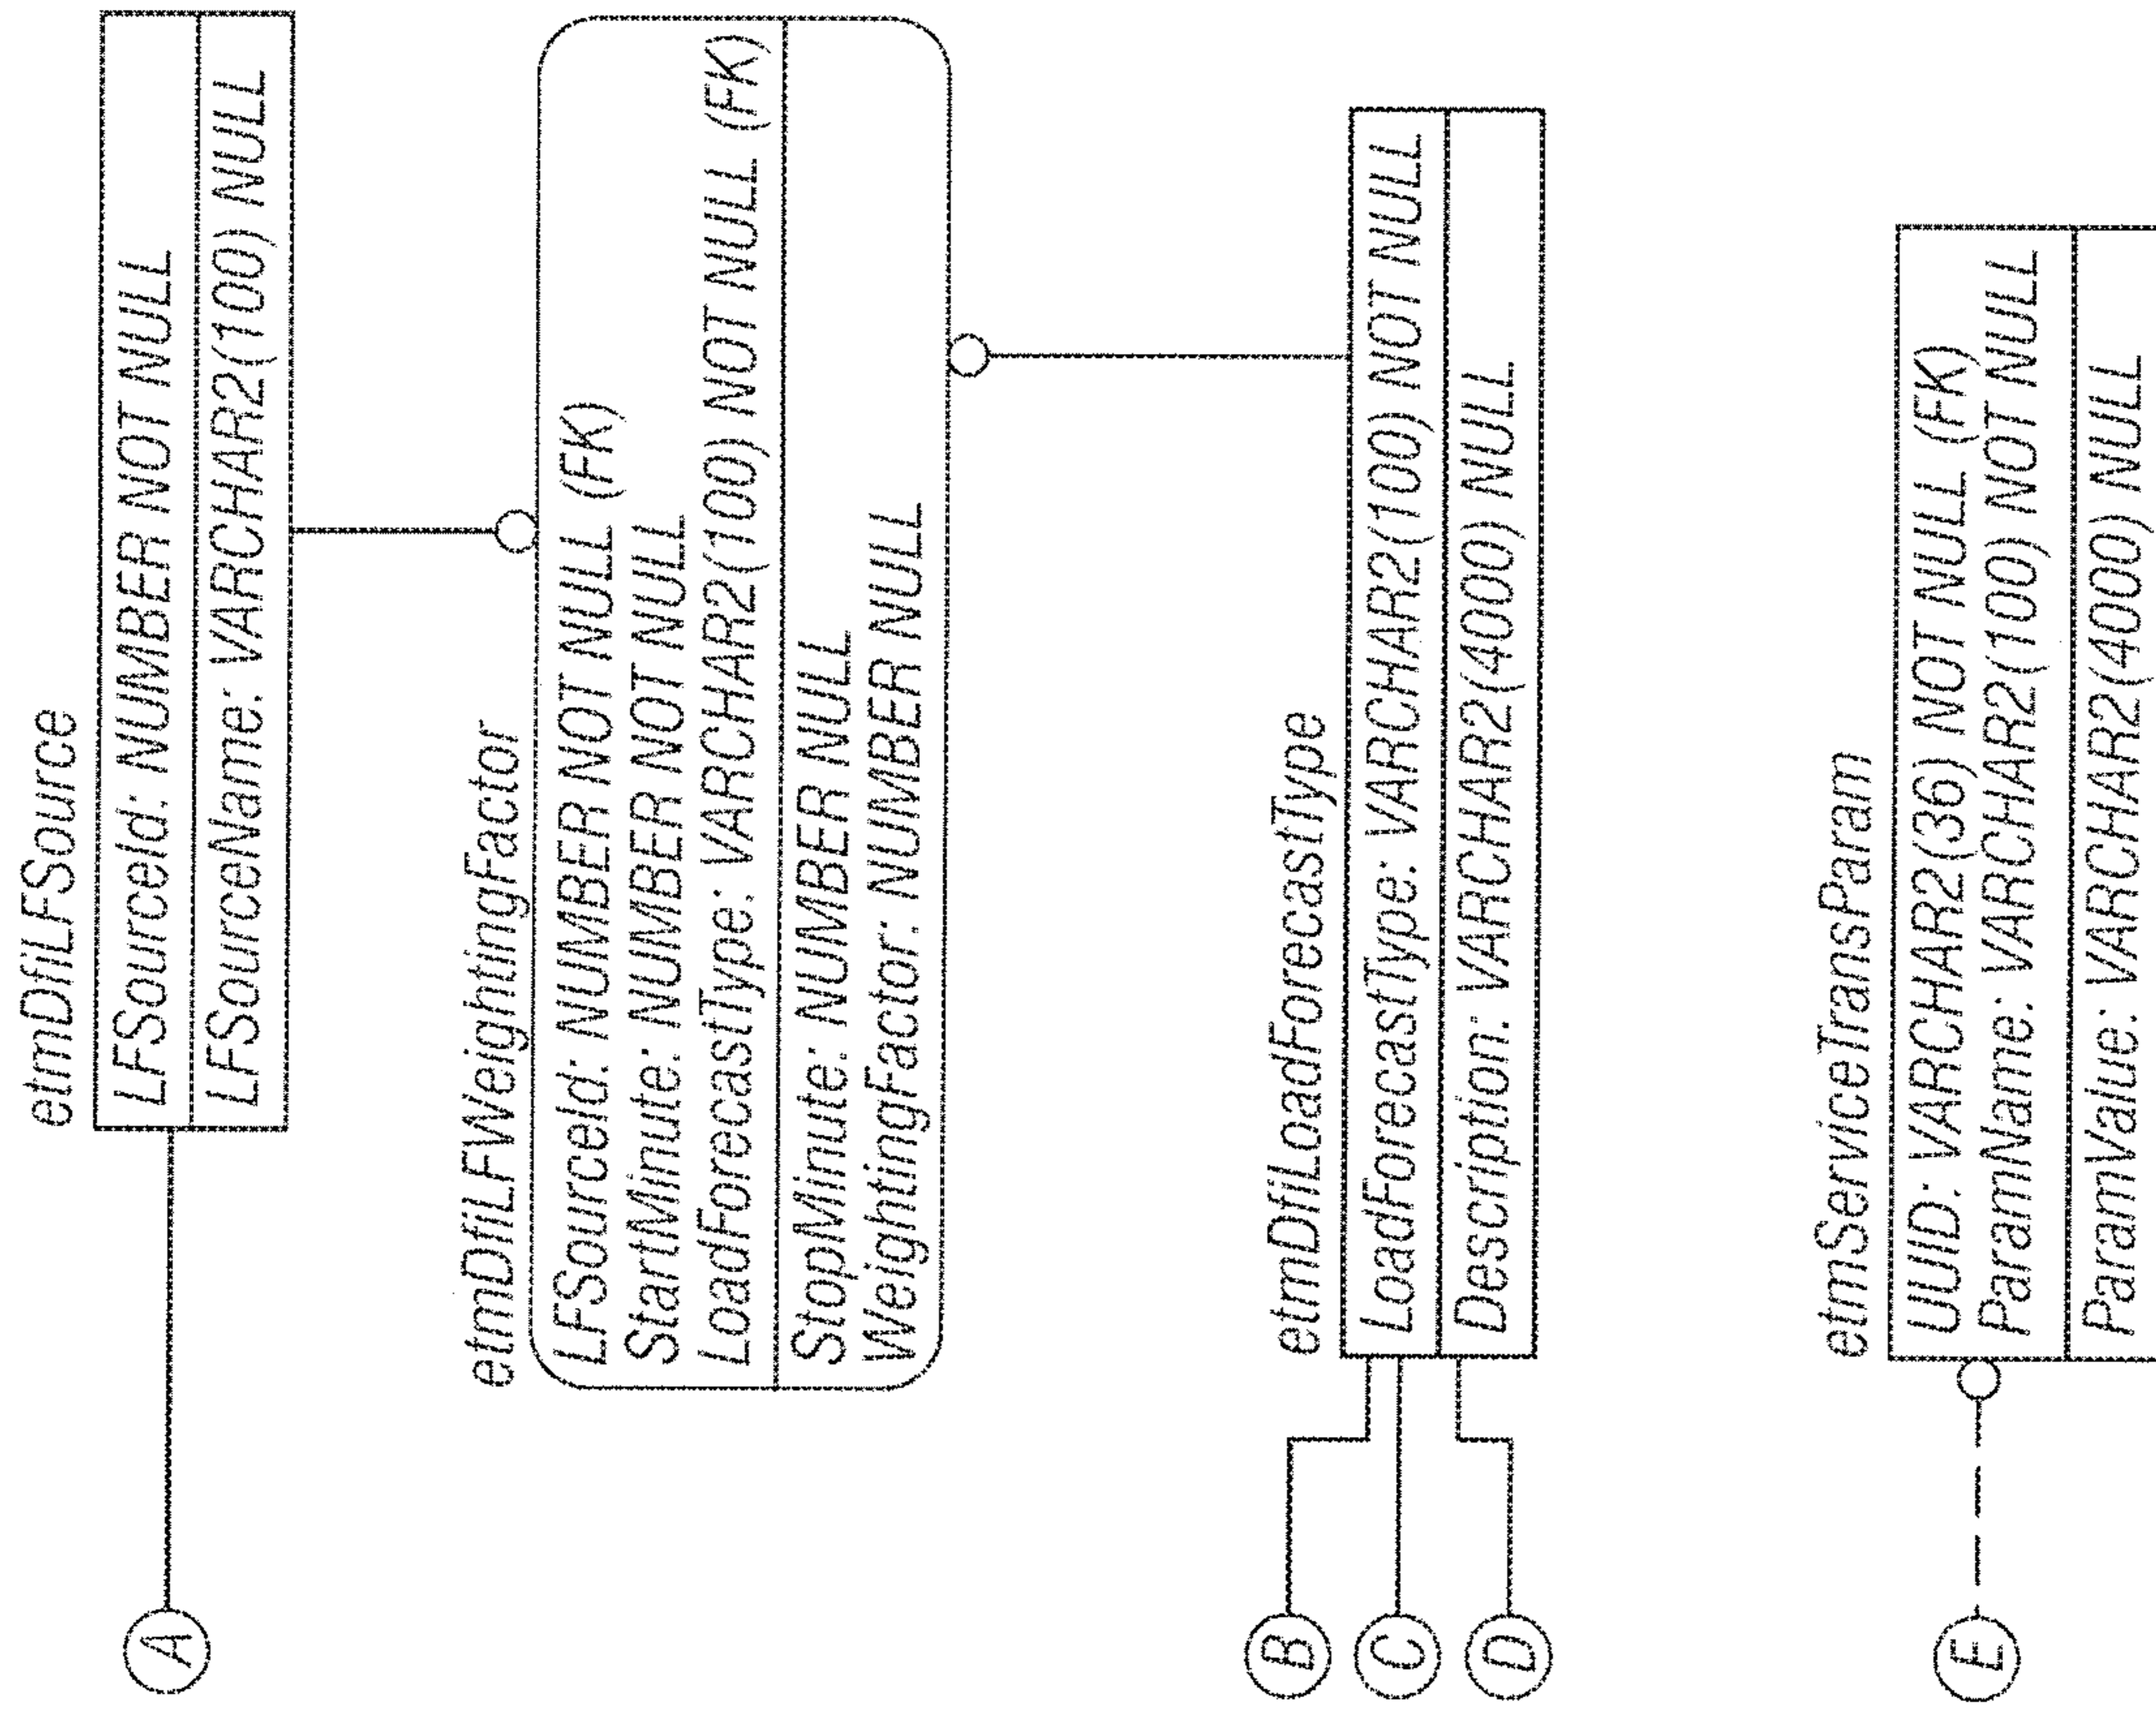 etmDfiLFSource
LFSourceId: NUMBER NOT NULL
LFSourceName: VARCHAR2(100) NULL
A
etmDfiLFWeightingFactor
LFSourceId: NUMBER NOT NULL (FK)
StartMinute: NUMBER NOT NULL
LoadForecastType: VARCHAR2(100) NOT NULL (FK)
StopMinute: NUMBER NULL
WeightingFactor: NUMBER NULL
etmDfiLoadForecastType
LoadForecastType: VARCHAR2(100) NOT NULL
Description: VARCHAR2(4000) NULL
B
C
D
etmServiceTransParam
UUID: VARCHAR2(36) NOT NULL (FK)
ParamName: VARCHAR2(100) NOT NULL
ParamValue: VARCHAR2(4000) NULL
E